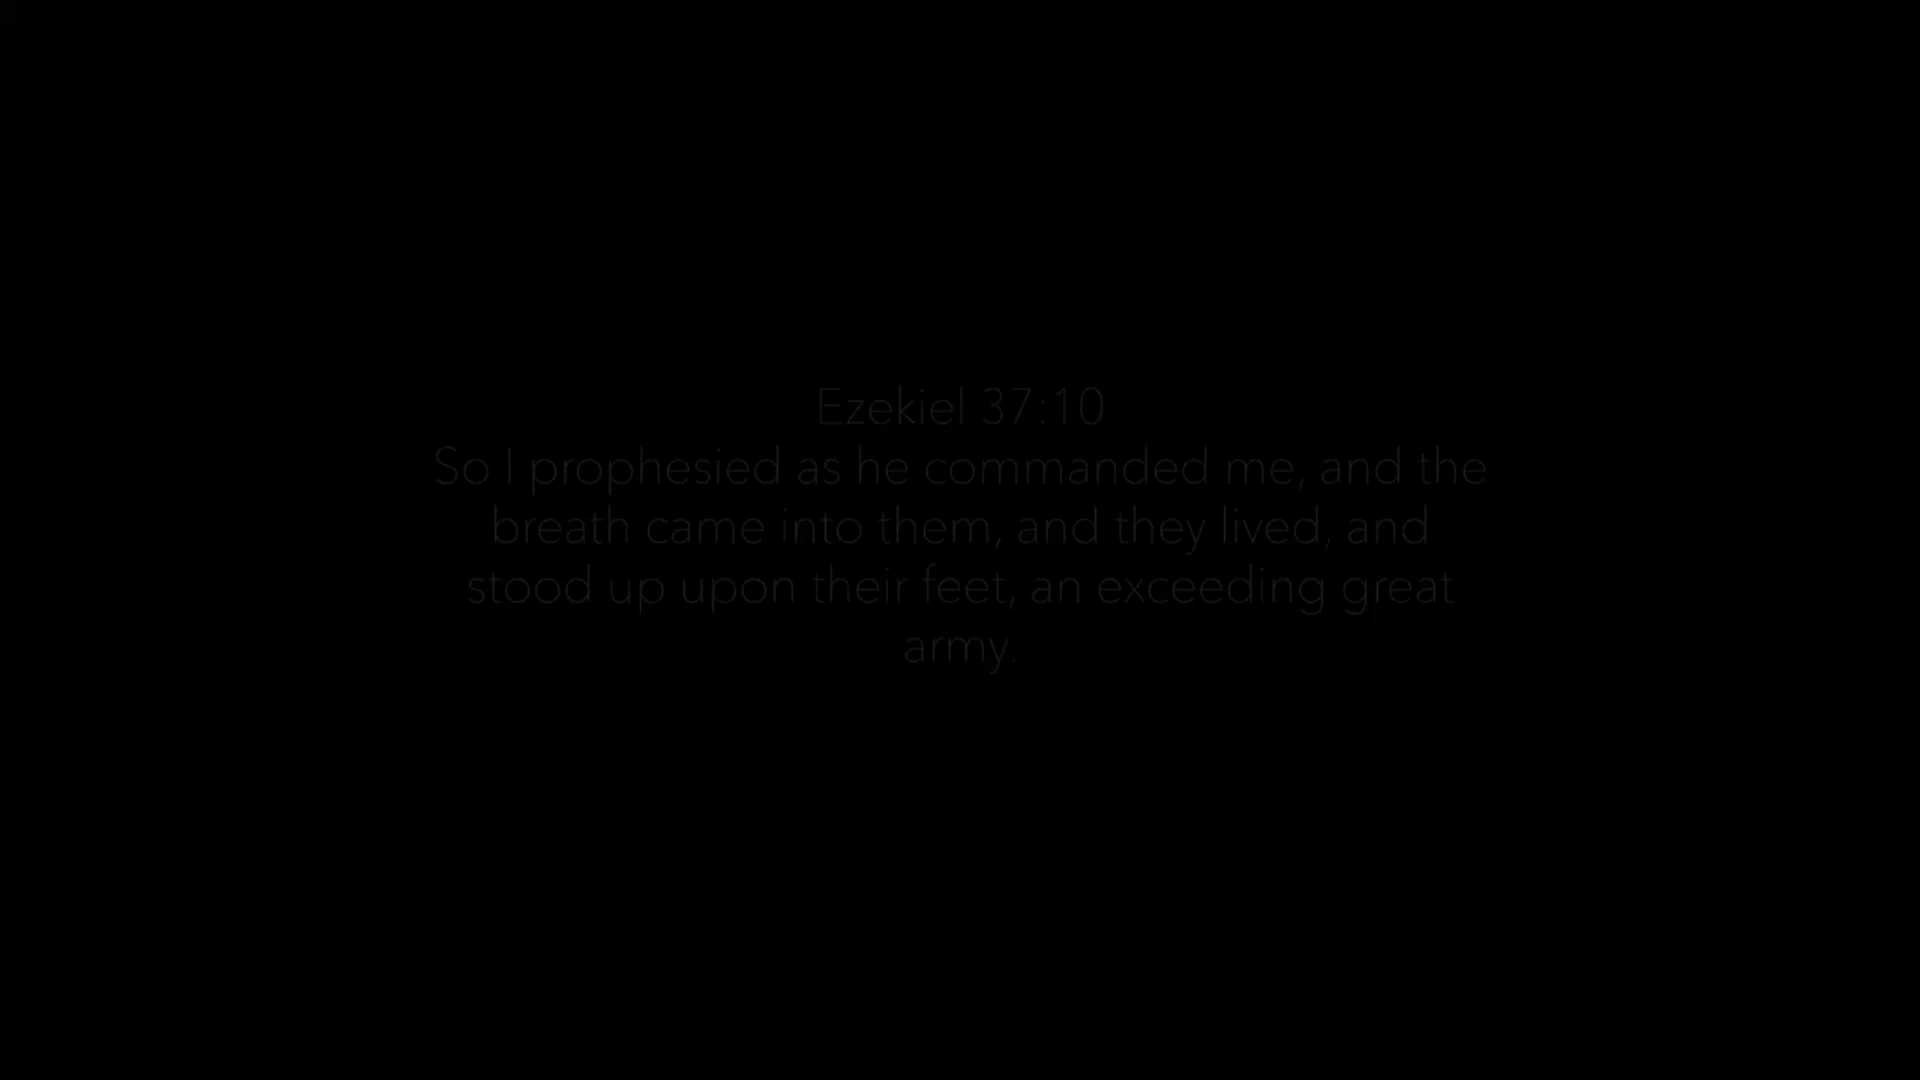 Ezekiel 37:10
So I prophesied as he commanded me, and the
breath came into them, and they lived, and
stood up upon their feet, an exceeding great
army.